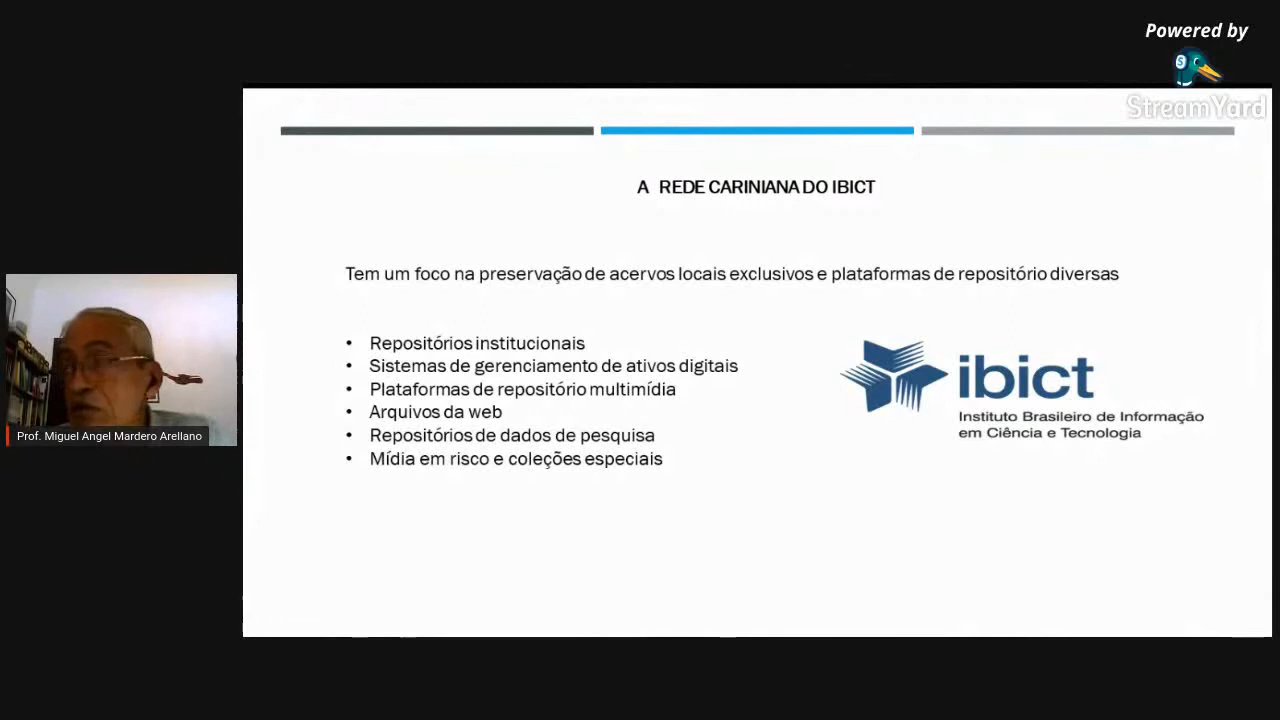 Powered by
StreamYard
A REDE CARINIANA DO IBICT
Tem um foco na preservação de acervos locais exclusivos e plataformas de repositório diversas
• Repositórios institucionais
• Sistemas de gerenciamento de ativos digitais
• Plataformas de repositório multimídia
• Arquivos da web
• Repositórios de dados de pesquisa
• Mídia em risco e coleções especiais
ibict
Instituto Brasileiro de Informação
em Ciência e Tecnologia
Prof. Miguel Angel Mardero Arellano